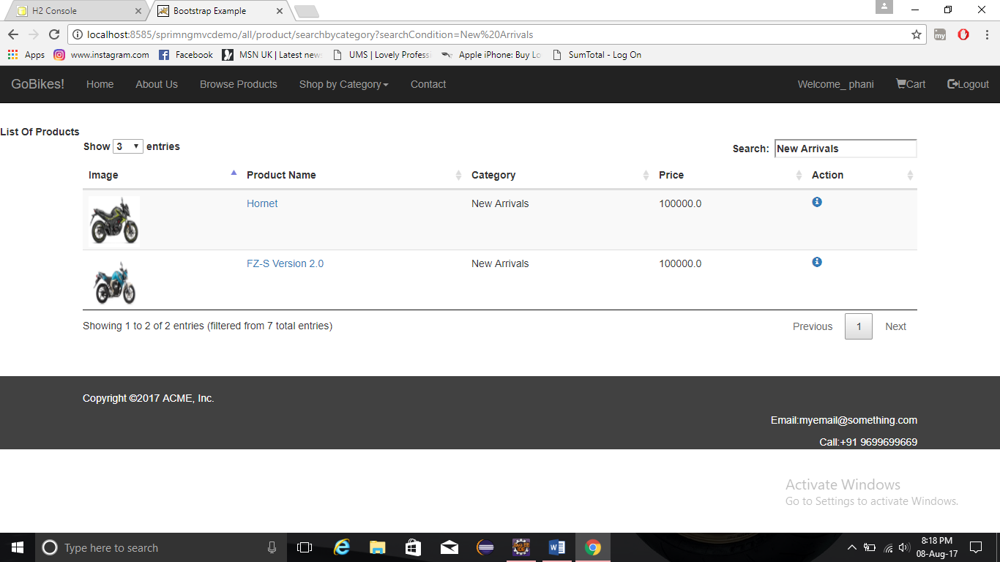 H2 Console
Bootstrap Example
localhost:8585/sprimngmvcdemo/all/product/searchbycategory?searchCondition=New%20Arrivals
my
Apps
www.instagram.com
Facebook
MSN UK | Latest new
UMS | Lovely Profess
Apple iPhone: Buy Lo
SumTotal - Log On
GoBikes!
Home
About Us
Browse Products
Shop by Category
Contact
Welcome_ phani
Cart
Logout
List Of Products
Show 3 entries
Search: New Arrivals
Image Product Name Category Price Action
Hornet New Arrivals 100000.0
FZ-S Version 2.0 New Arrivals 100000.0
Showing 1 to 2 of 2 entries (filtered from 7 total entries)
Previous 1 Next
Copyright ©2017 ACME, Inc.
Email:myemail@something.com
Call:+91 9699699669
Activate Windows
Go to Settings to activate Windows.
Type here to search
Java EE
IDE
8:18 PM
08-Aug-17